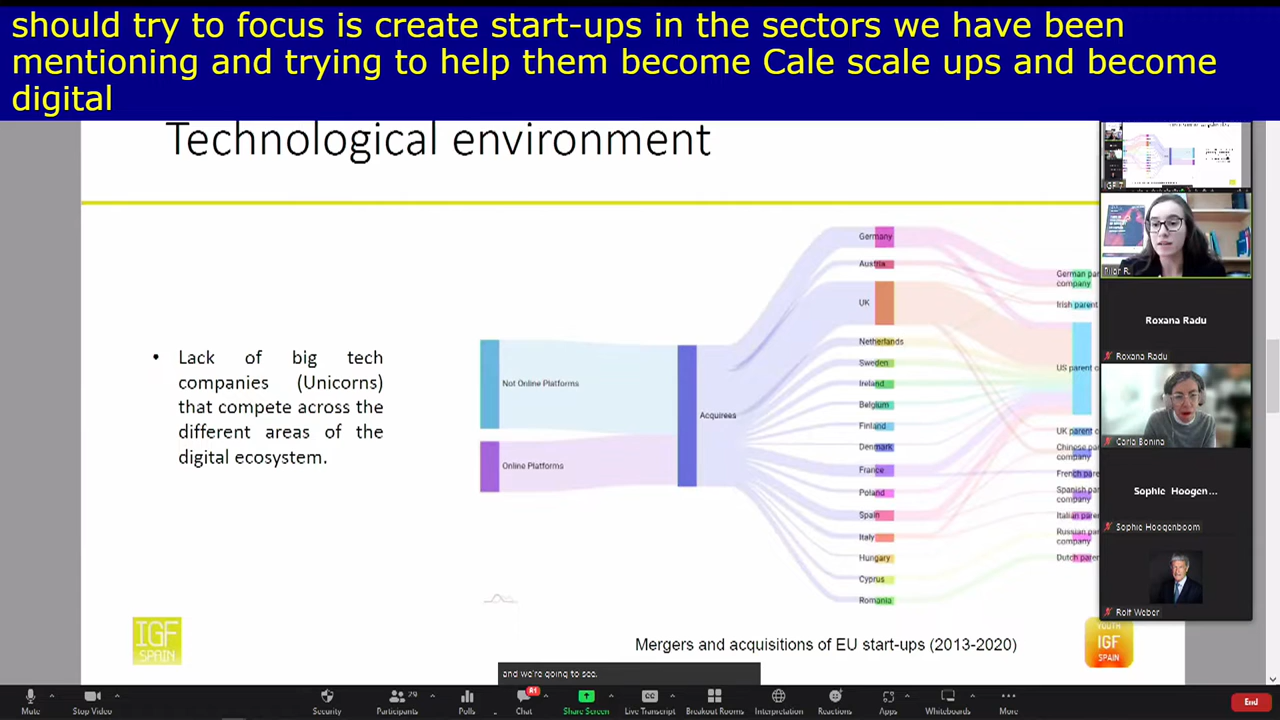 should try to focus is create start-ups in the sectors we have been
mentioning and trying to help them become Cale scale ups and become
digital
Technological environment
• Lack of big tech
companies (Unicorns)
that compete across the
different areas of the
digital ecosystem.
Not Online Platforms
Online Platforms
Acquirees
Germany
Austria
UK
Netherlands
Sweden
Ireland
Belgium
Finland
Denmark
France
Poland
Spain
Italy
Hungary
Cyprus
Romania
German pa
company
Irish parent
US parent c
UK parent c
Chinese par
company
French pare
Spanish pare
company
Italian pare
Russian pare
company
Dutch pare
Mergers and acquisitions of EU start-ups (2013-2020)
IGF
SPAIN
YOUTH
IGF
SPAIN
Pilar R.
Roxana Radu
Roxana Radu
Carla Bonina
Sophie Hoogen...
Sophie Hoogenboom
Rolf Weber
and we're going to see.
Mute
Stop Video
Security
Participants
29
Polls
Chat
81
Share Screen
Live Transcript
Breakout Rooms
Interpretation
Reactions
Apps
Whiteboards
More
End